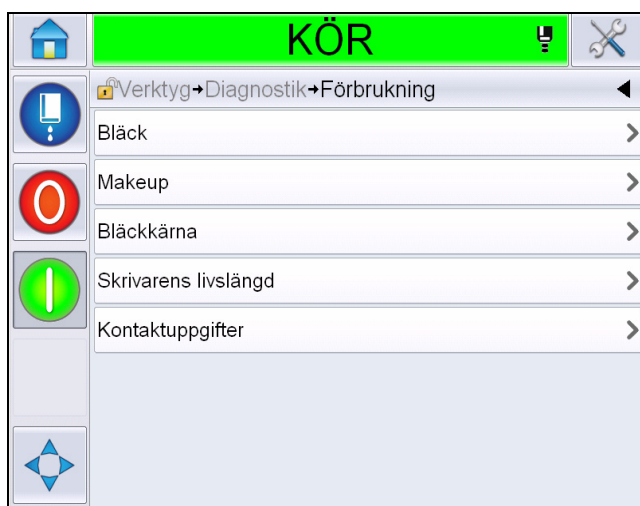 KÖR
Verktyg→Diagnostik→Förbrukning
Bläck
Makeup
Bläckkärna
Skrivarens livslängd
Kontaktuppgifter